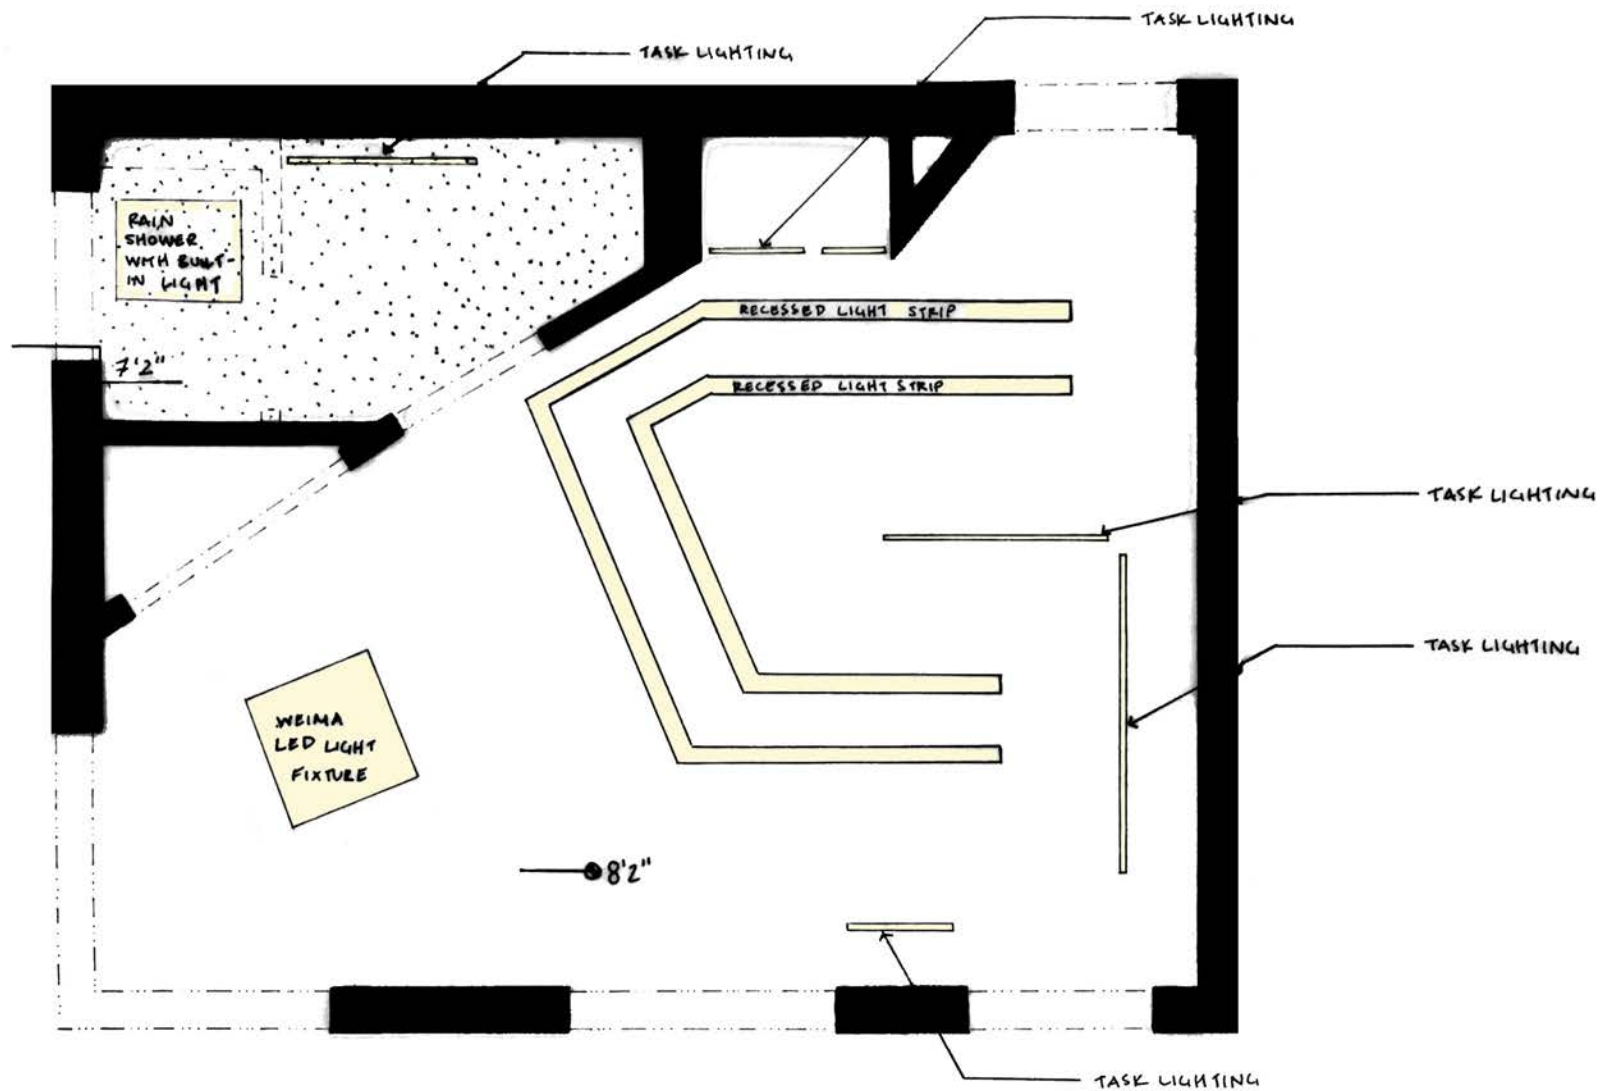 TASK LIGHTING
TASK LIGHTING
RAIN
SHOWER
WITH BUILT-
IN LIGHT
RECESSED LIGHT STRIP
7'2"
RECESSED LIGHT STRIP
TASK LIGHTING
TASK LIGHTING
WEIMA
LED LIGHT
FIXTURE
8'2"
TASK LIGHTING